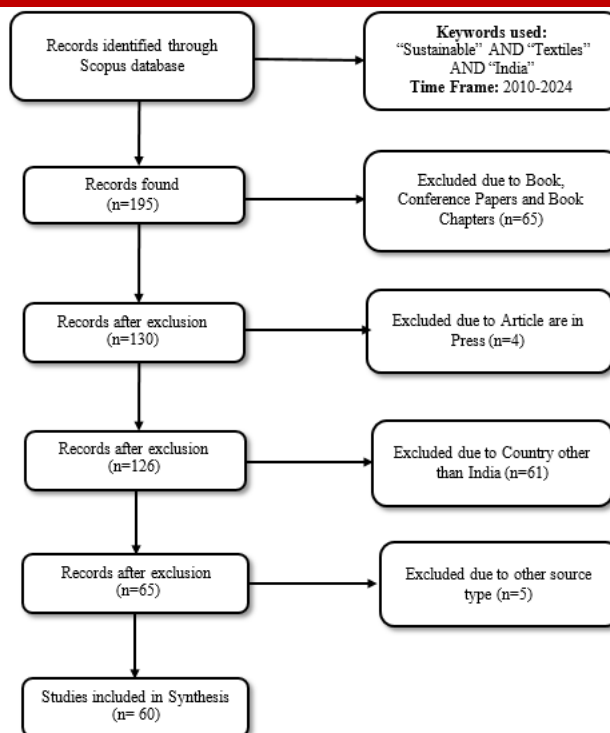 Records identified through
Scopus database
Keywords used:
“Sustainable” AND “Textiles”
AND “India”
Time Frame: 2010-2024
Records found
(n=195)
Excluded due to Book,
Conference Papers and Book
Chapters (n=65)
Records after exclusion
(n=130)
Excluded due to Article are in
Press (n=4)
Records after exclusion
(n=126)
Excluded due to Country other
than India (n=61)
Records after exclusion
(n=65)
Excluded due to other source
type (n=5)
Studies included in Synthesis
(n= 60)